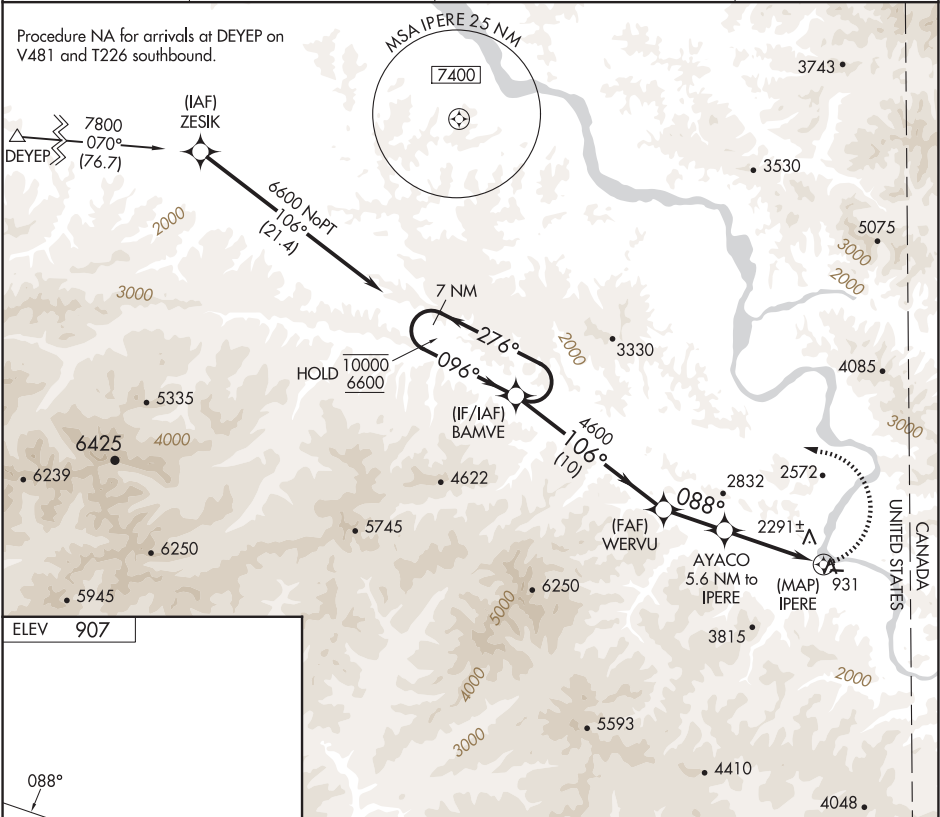 Procedure NA for arrivals at DEYEP on
V481 and T226 southbound.
MSA IPERE 25 NM
7400
3743
(IAF)
ZESIK
7800
070°
(76.7)
DEYEP
3530
6600 NoPT
106°
(21.4)
2000
5075
3000
2000
3000
7 NM
276°
096°
HOLD
10000
6600
2000
3330
4085
5335
(IF/IAF)
BAMVE
4600
106°
(10)
3000
6425
4000
6239
4622
2832
2572
088°
5745
(FAF)
WERVU
2291±
6250
AYACO
5.6 NM to
IPERE
(MAP)
IPERE
931
UNITED STATES
CANADA
5945
6250
5000
3815
ELEV 907
4000
2000
3000
5593
088°
4410
4048